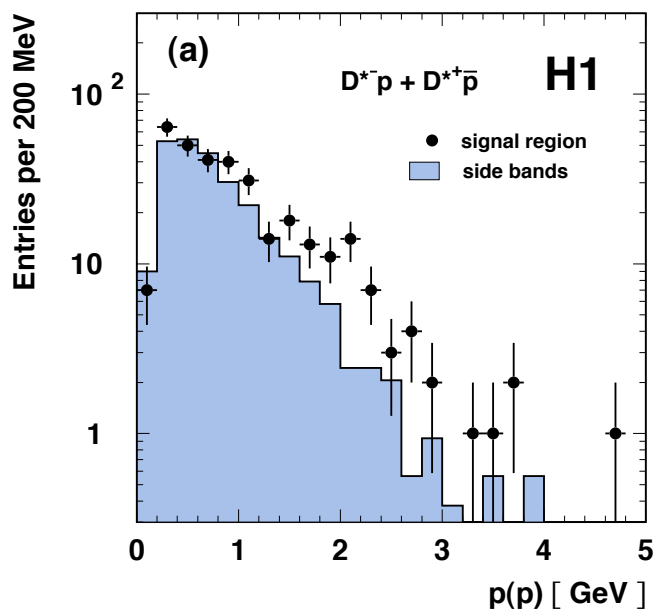 (a)
D*⁻p + D*⁺p̅
H1
signal region
side bands
Entries per 200 MeV
10²
10
1
0 1 2 3 4 5
p(p) [ GeV]